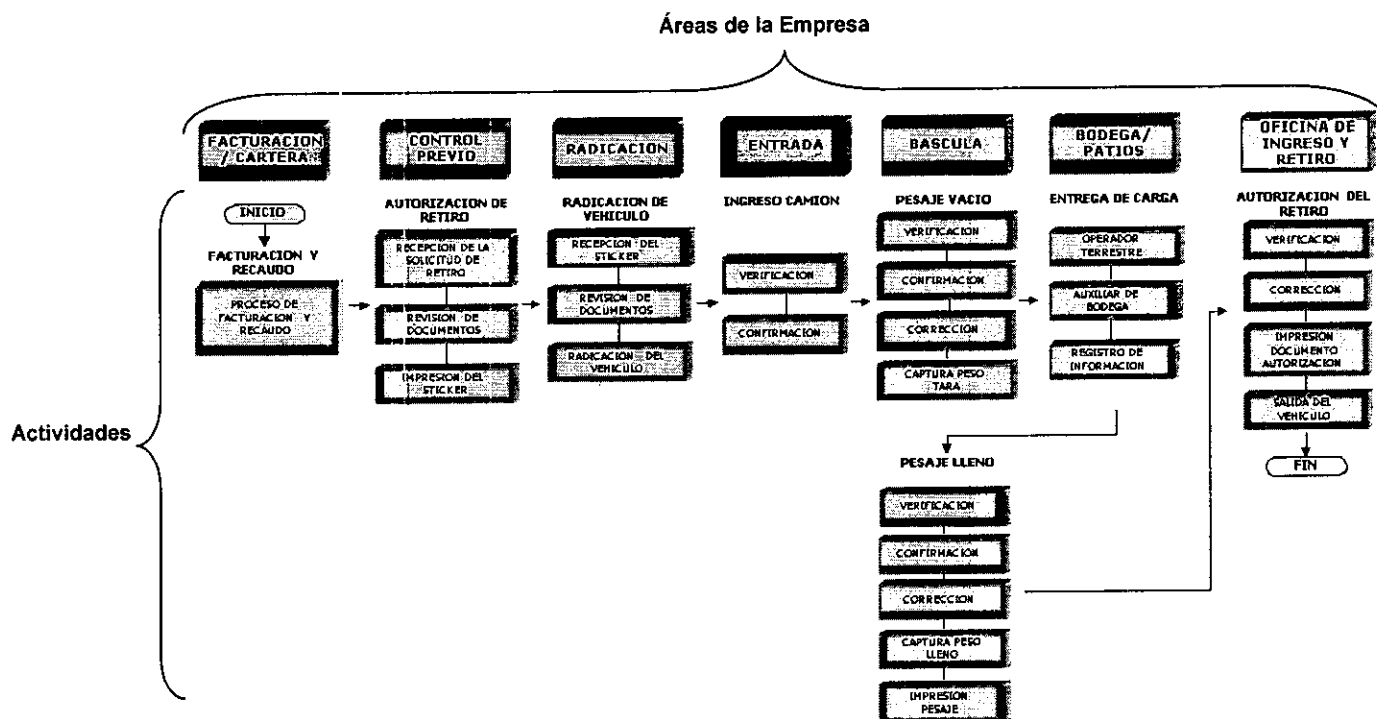 Áreas de la Empresa
FACTURACION
/ CARTERA
CONTROL
PREVIO
RADICACION
ENTRADA
BASCULA
BODEGA/
PATIOS
OFICINA DE
INGRESO Y
RETIRO
INICIO
FACTURACION Y
RECAUDO
PROCESO DE
FACTURACION Y
RECAUDO
AUTORIZACION DE
RETIRO
RECEPCION DE LA
SOLICITUD DE
RETIRO
REVISION DE
DOCUMENTOS
IMPRESION DEL
STICKER
RADICACION DE
VEHICULO
RECEPCION DEL
STICKER
REVISION DE
DOCUMENTOS
RADICACION DEL
VEHICULO
INGRESO CAMION
VERIFICACION
CONFIRMACION
PESAJE VACIO
VERIFICACION
CONFIRMACION
CORRECCION
CAPTURA PESO
TARA
ENTREGA DE CARGA
OPERADOR
TERRESTRE
AUXILIAR DE
BODEGA
REGISTRO DE
INFORMACION
PESAJE LLENO
VERIFICACION
CONFIRMACION
CORRECCION
CAPTURA PESO
LLENO
IMPRESION
PESAJE
AUTORIZACION DEL
RETIRO
VERIFICACION
CORRECCION
IMPRESION
DOCUMENTO
AUTORIZACION
SALIDA DEL
VEHICULO
FIN
Actividades